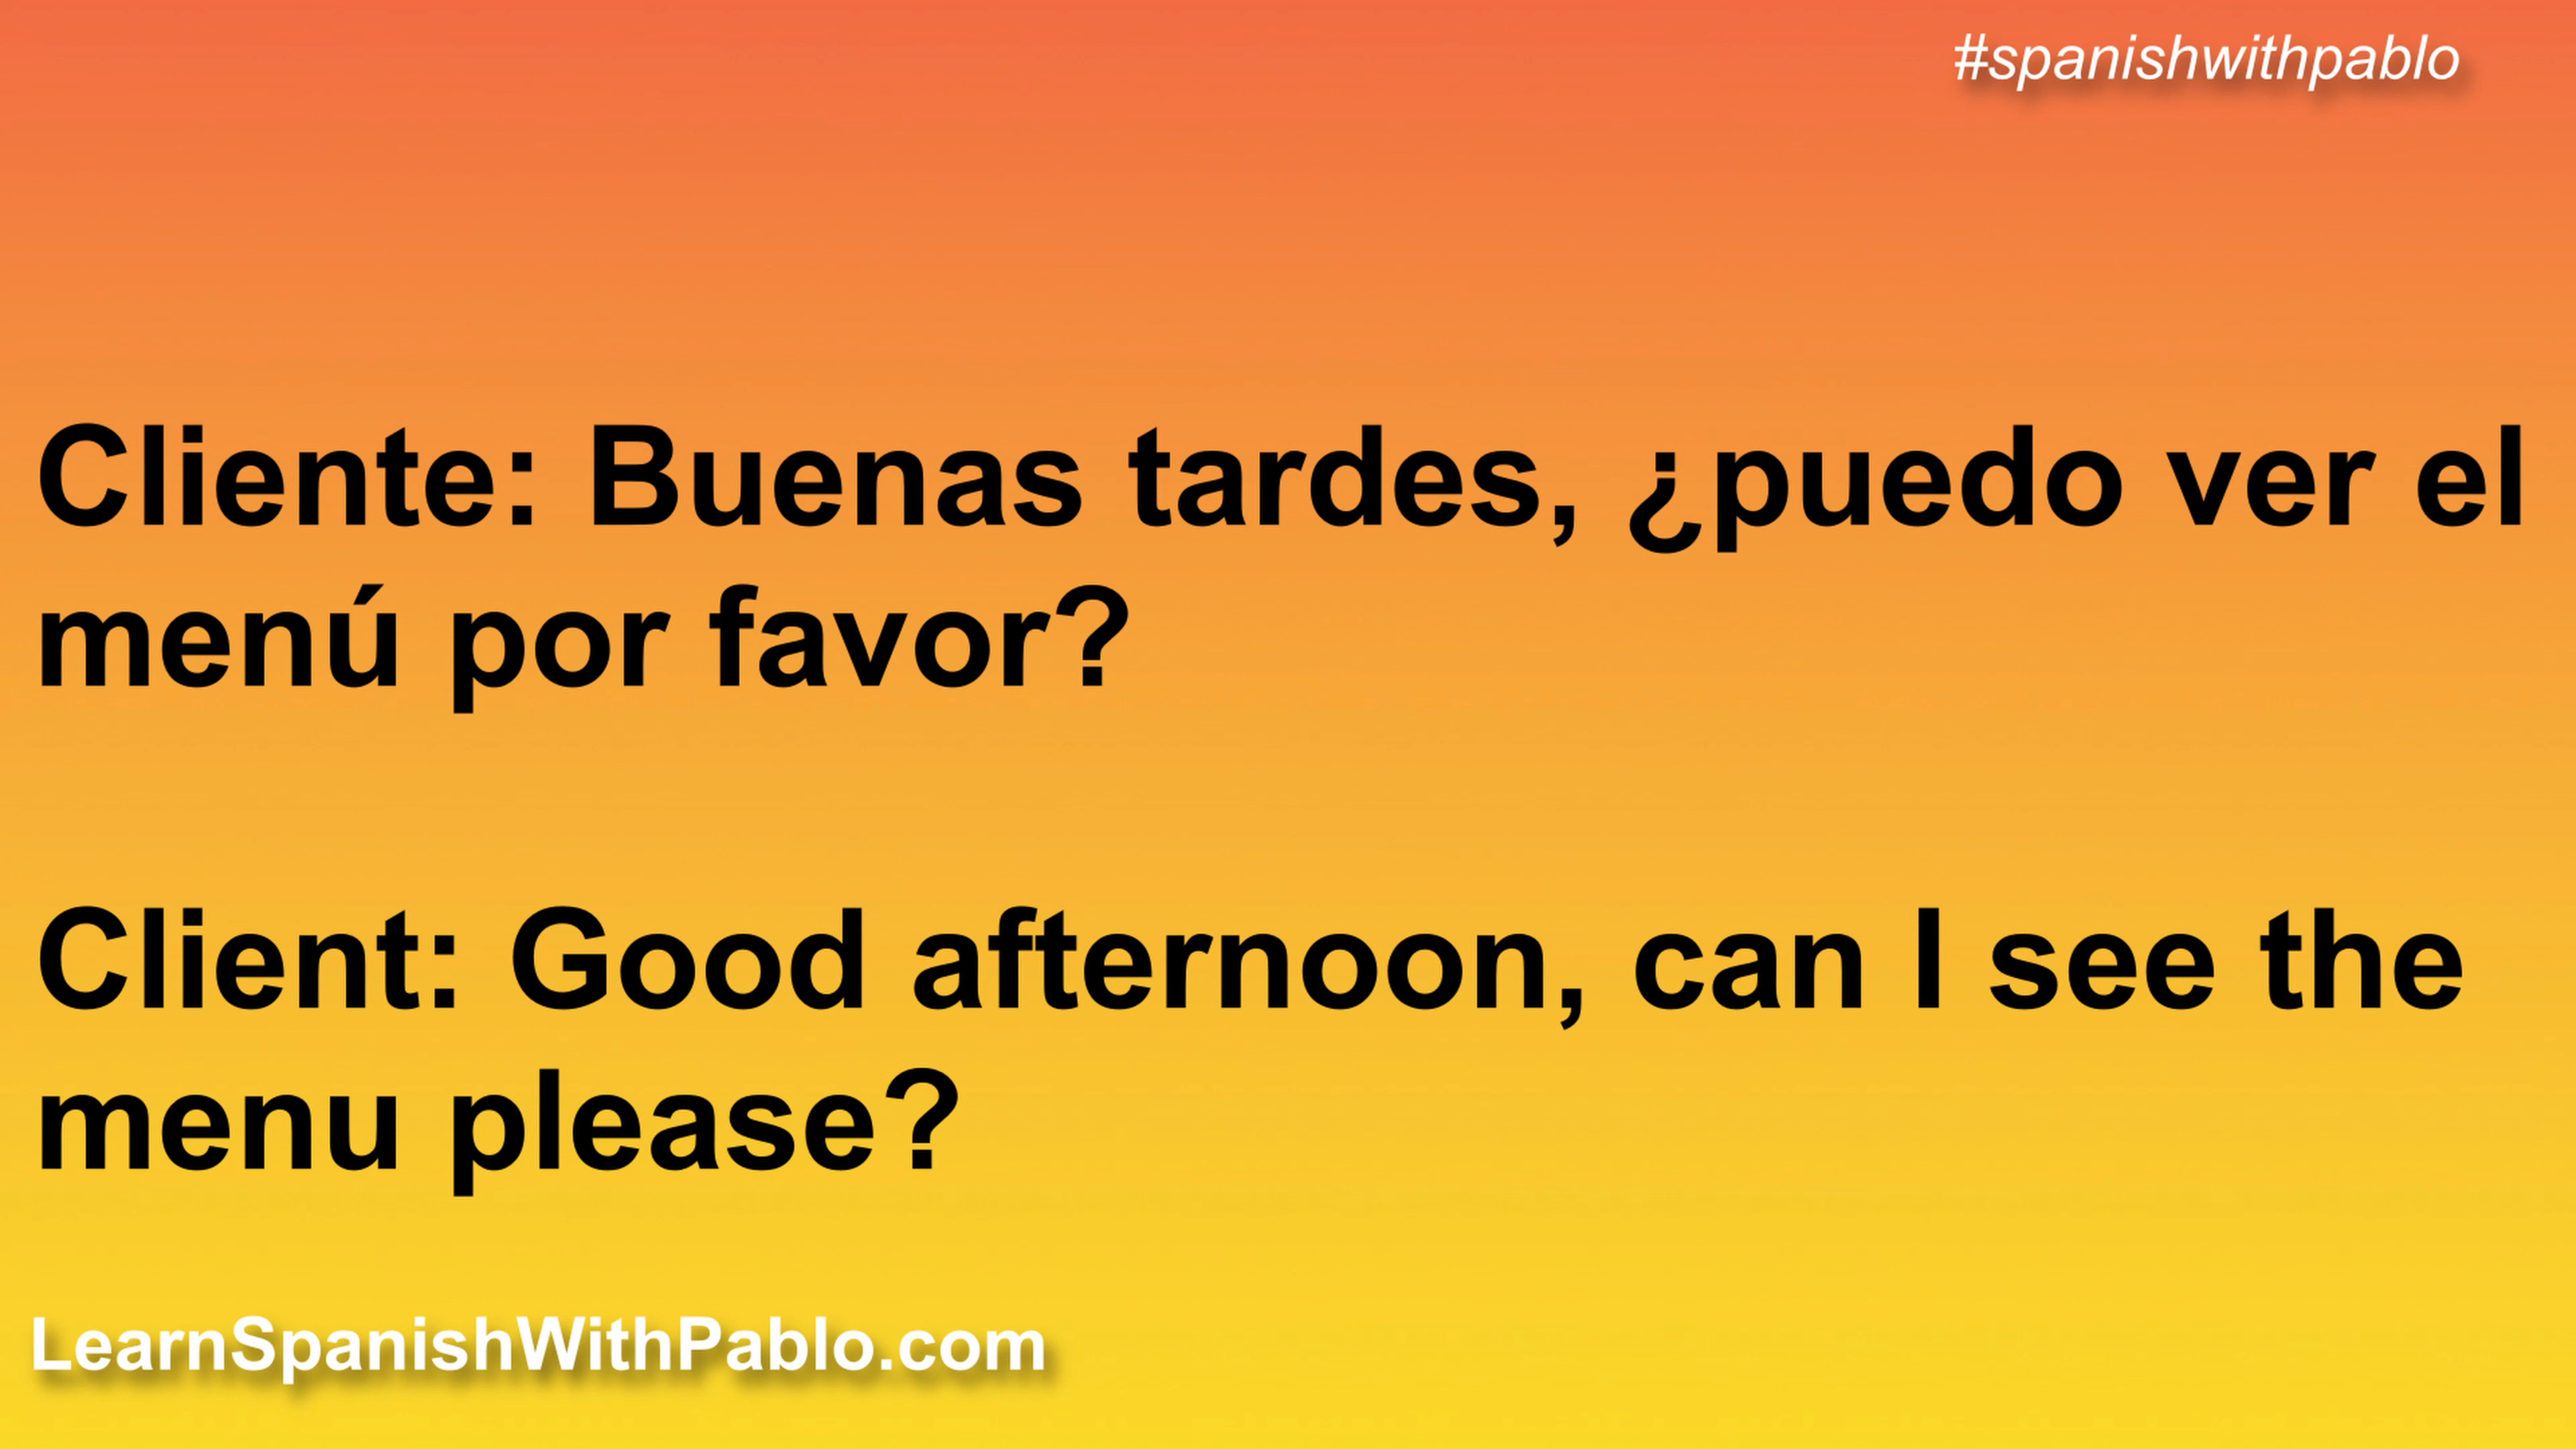 #spanishwithpablo
Cliente: Buenas tardes, ¿puedo ver el
menú por favor?
Client: Good afternoon, can I see the
menu please?
LearnSpanishWithPablo.com